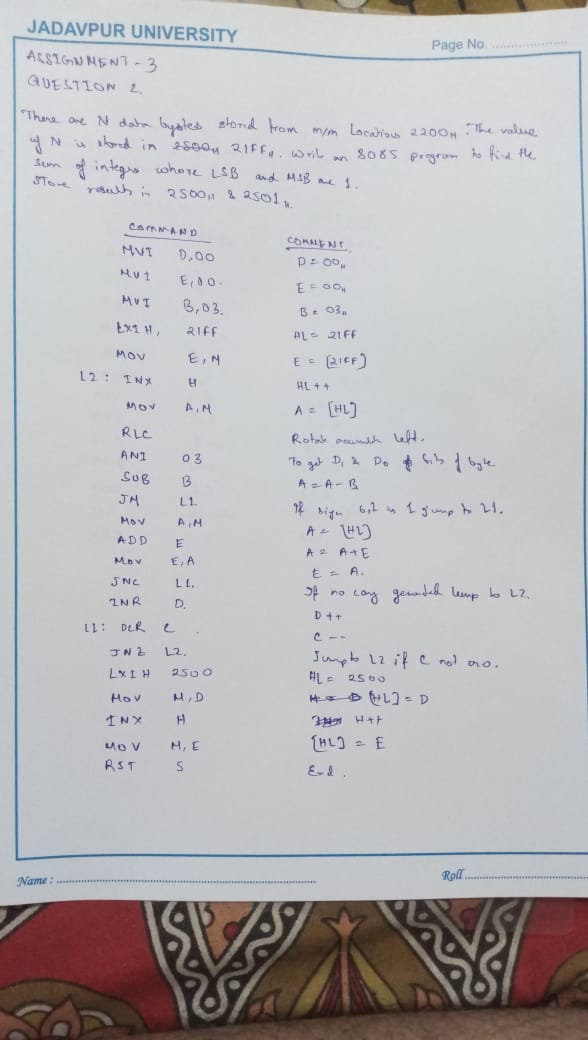 JADAVPUR UNIVERSITY
Page No. ....................
ASSIGNMENT - 3
QUESTION 2.
There are N data bystes stored from m/m Locations 2200H. The value
of N is stored in 2500H 21FFH. Write an 8085 program to find the
Sum of integers whose LSB and MSB are 1.
Store results in 2500H & 2501H.
COMMAND COMMENT
MVI D,00 D = 00H
MVI E,00. E = 00H
MVI B,03. B = 03H
LXI H, 21FF HL = 21FF
MOV E,M E = [21FF]
L2 : INX H HL++
MOV A,M A = [HL]
RLC Rotate left.
ANI 03 To get D, & D0 bits of byte.
SUB B A = A - B
JM L1 If sign bit is 1 jump to L1.
MOV A,M A = [HL]
ADD E A = A+E
MOV E,A E = A.
JNC L1. If no cary generated Jump to L2.
INR D. D++
L1: DCR C . C --
JNZ L2. Jump to L2 if C not
LXI H 2500 HL = 2500
MOV M,D [HL] = D
INX H H++
MOV M,E [HL] = E
RST 5 End.
Name : ....................
Roll ....................